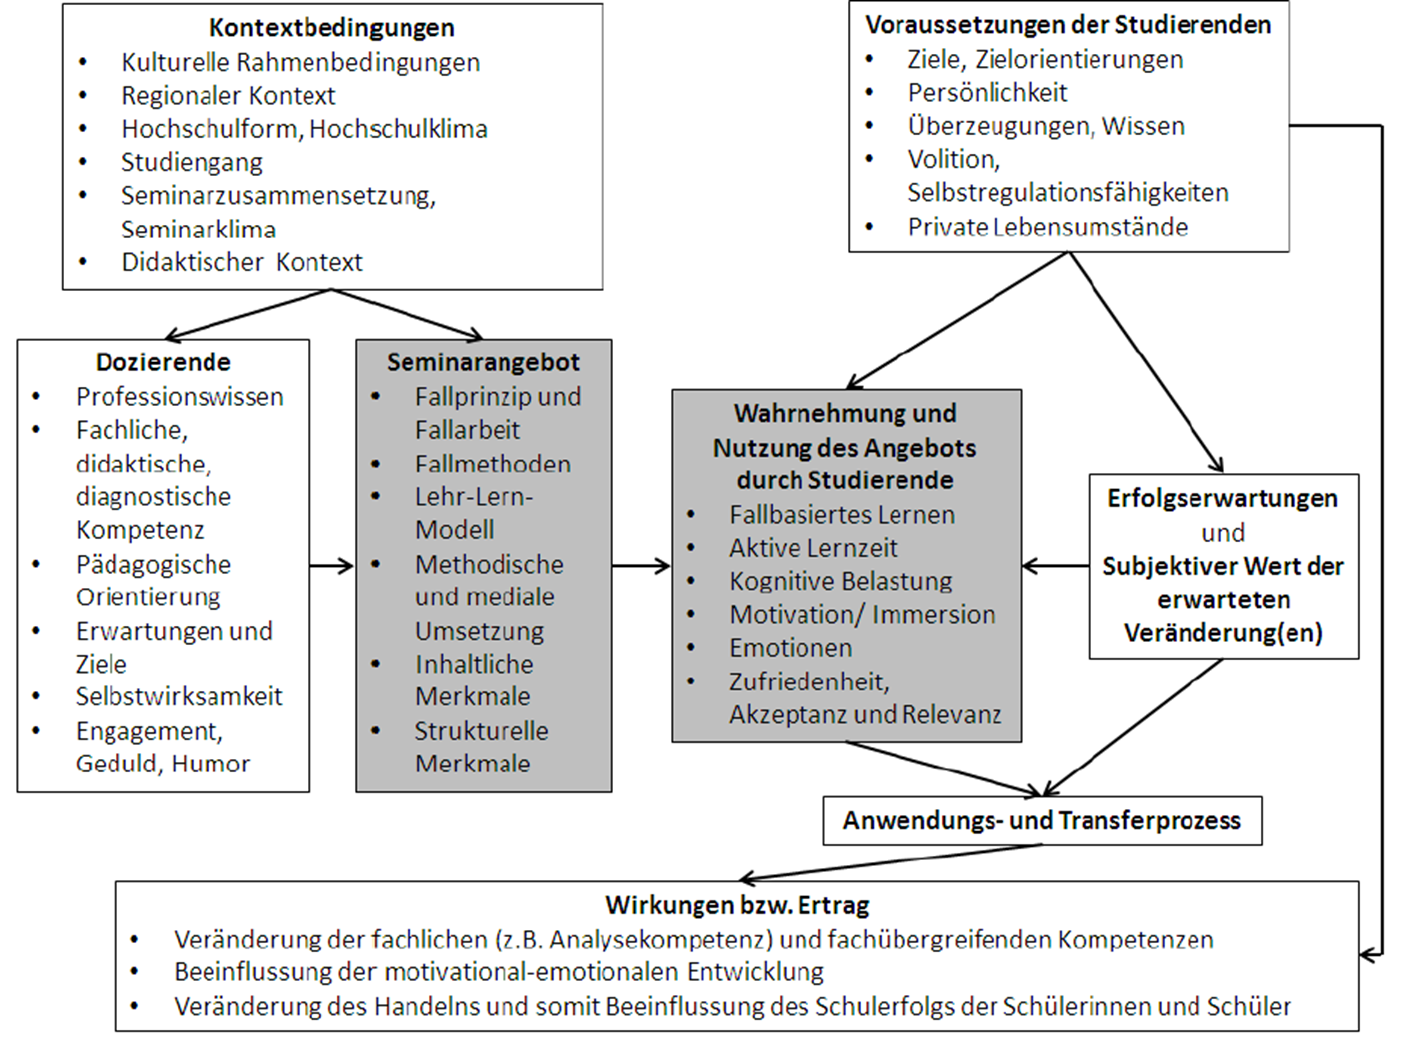 Kontextbedingungen
• Kulturelle Rahmenbedingungen
• Regionaler Kontext
• Hochschulform, Hochschulklima
• Studiengang
• Seminarzusammensetzung,
Seminarklima
• Didaktischer Kontext
Voraussetzungen der Studierenden
• Ziele, Zielorientierungen
• Persönlichkeit
• Überzeugungen, Wissen
• Volition,
Selbstregulationsfähigkeiten
• Private Lebensumstände
Dozierende
• Professionswissen
• Fachliche,
didaktische,
diagnostische
Kompetenz
• Pädagogische
Orientierung
• Erwartungen und
Ziele
• Selbstwirksamkeit
• Engagement,
Geduld, Humor
Seminarangebot
• Fallprinzip und
Fallarbeit
• Fallmethoden
• Lehr-Lern-
Modell
• Methodische
und mediale
Umsetzung
• Inhaltliche
Merkmale
• Strukturelle
Merkmale
Wahrnehmung und
Nutzung des Angebots
durch Studierende
• Fallbasiertes Lernen
• Aktive Lernzeit
• Kognitive Belastung
• Motivation/ Immersion
• Emotionen
• Zufriedenheit,
Akzeptanz und Relevanz
Erfolgserwartungen
und
Subjektiver Wert der
erwarteten
Veränderung(en)
Anwendungs- und Transferprozess
Wirkungen bzw. Ertrag
• Veränderung der fachlichen (z.B. Analysekompetenz) und fachübergreifenden Kompetenzen
• Beeinflussung der motivational-emotionalen Entwicklung
• Veränderung des Handelns und somit Beeinflussung des Schulerfolgs der Schülerinnen und Schüler